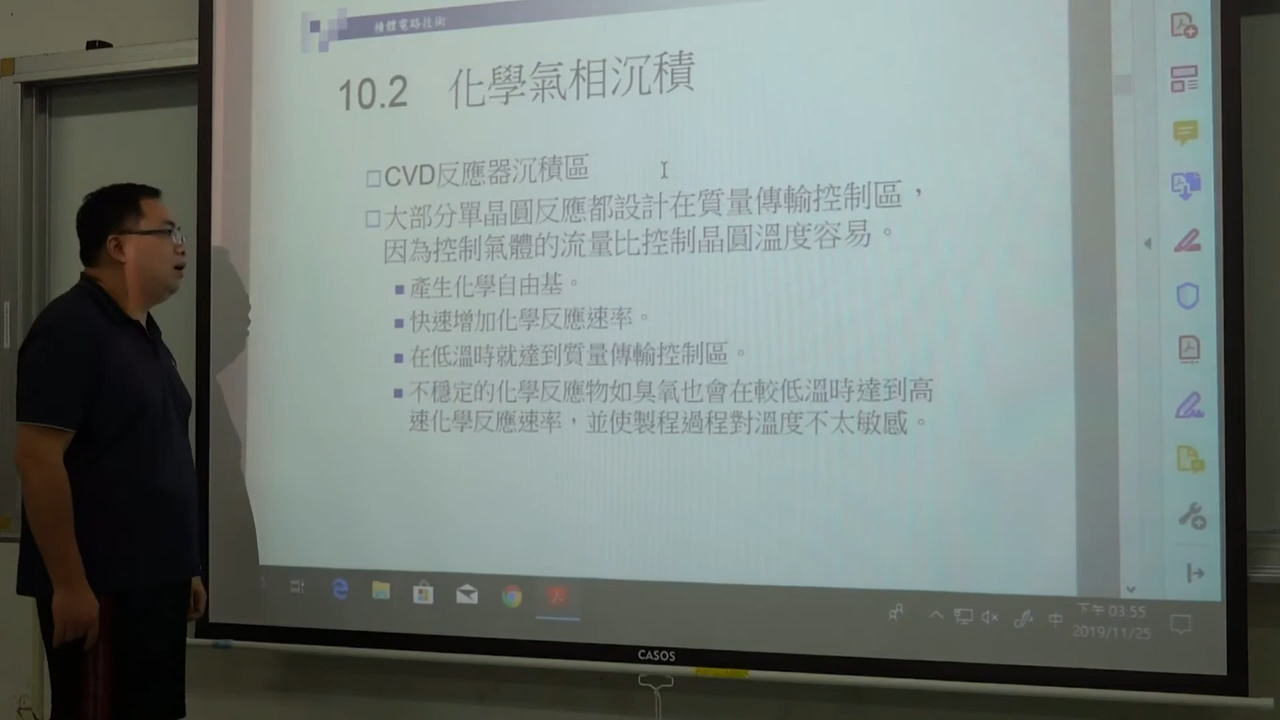 積體電路技術
10.2 化學氣相沉積
CVD反應器沉積區
大部分單晶圓反應都設計在質量傳輸控制區，
因為控制氣體的流量比控制晶圓溫度容易。
產生化學自由基。
快速增加化學反應速率。
在低溫時就達到質量傳輸控制區。
不穩定的化學反應物如臭氧也會在較低溫時達到高
速化學反應速率，並使製程過程對溫度不太敏感。
中
下午 03:55
2019/11/25
CASOS